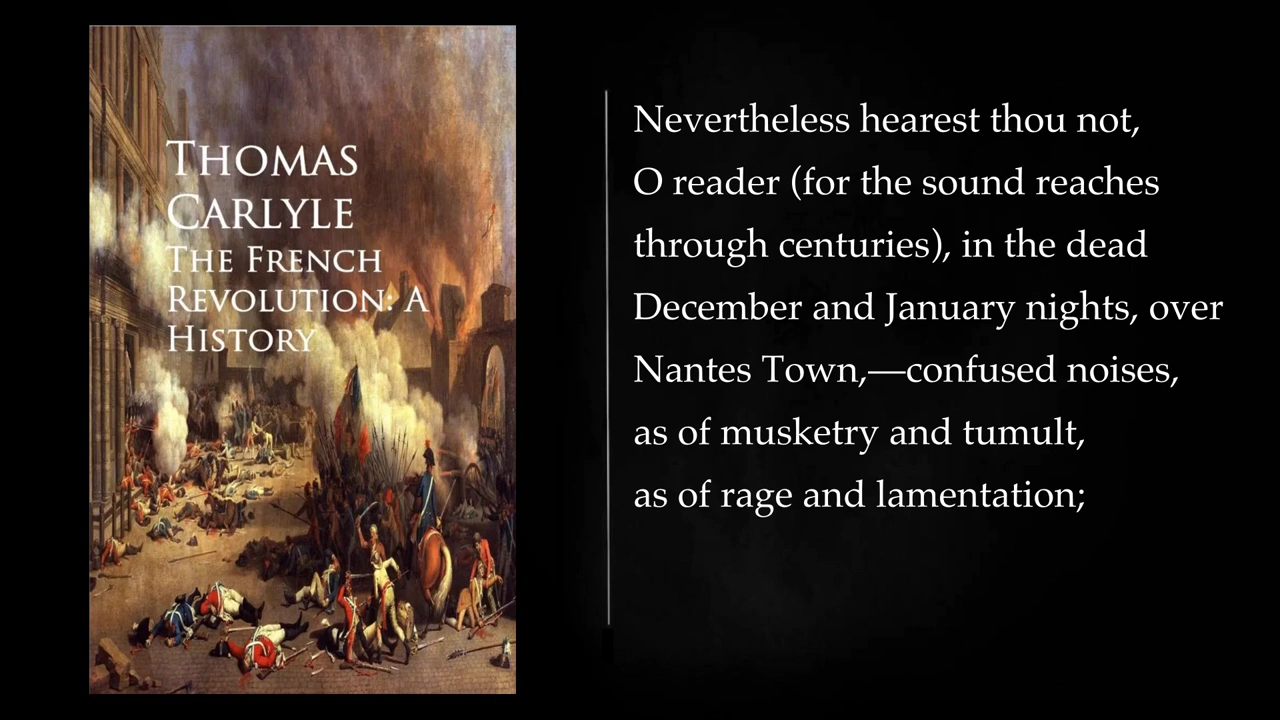 THOMAS
CARLYLE
THE FRENCH
REVOLUTION: A
HISTORY
Nevertheless hearest thou not,
O reader (for the sound reaches
through centuries), in the dead
December and January nights, over
Nantes Town,—confused noises,
as of musketry and tumult,
as of rage and lamentation;